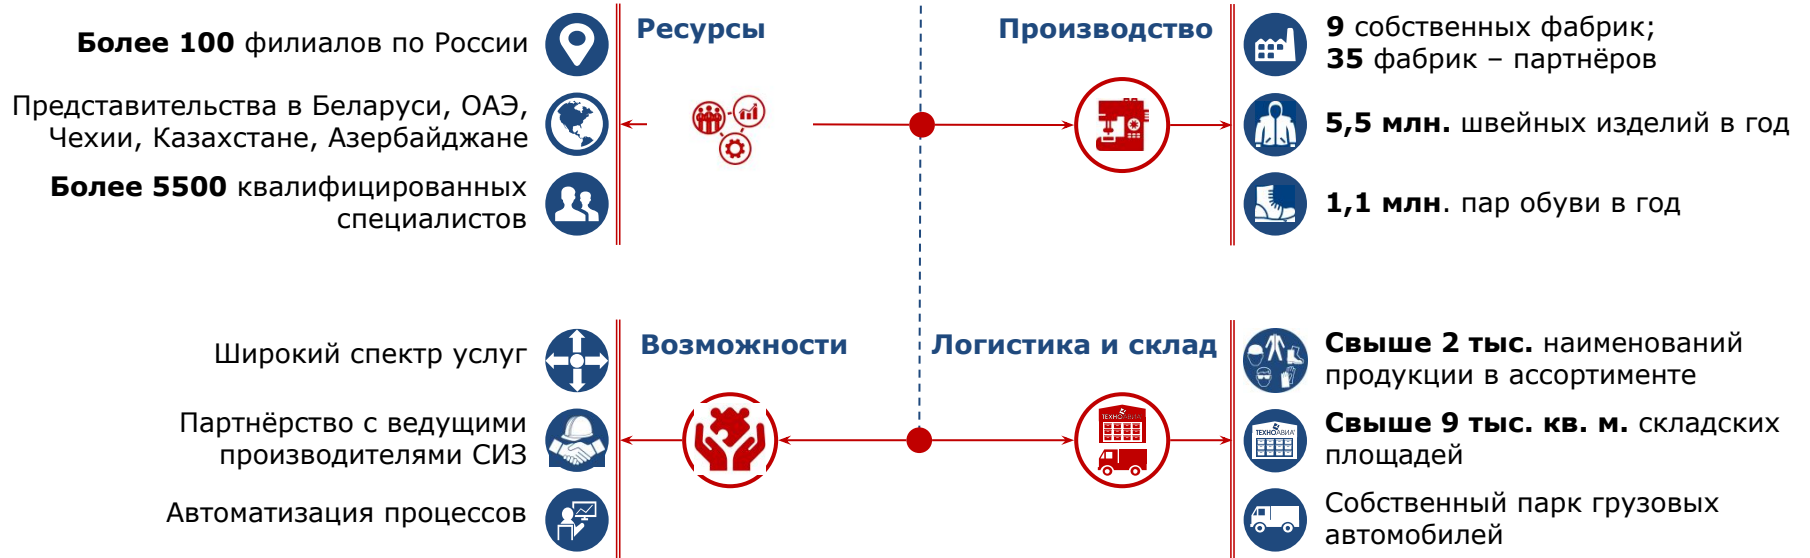 Ресурсы
Более 100 филиалов по России
Представительства в Беларуси, ОАЭ,
Чехии, Казахстане, Азербайджане
Более 5500 квалифицированных
специалистов
Производство
9 собственных фабрик;
35 фабрик – партнёров
5,5 млн. швейных изделий в год
1,1 млн. пар обуви в год
Возможности
Широкий спектр услуг
Партнёрство с ведущими
производителями СИЗ
Автоматизация процессов
Логистика и склад
ТЕХНОАВИА
Свыше 2 тыс. наименований
продукции в ассортименте
ТЕХНОАВИА
Свыше 9 тыс. кв. м. складских
площадей
Собственный парк грузовых
автомобилей